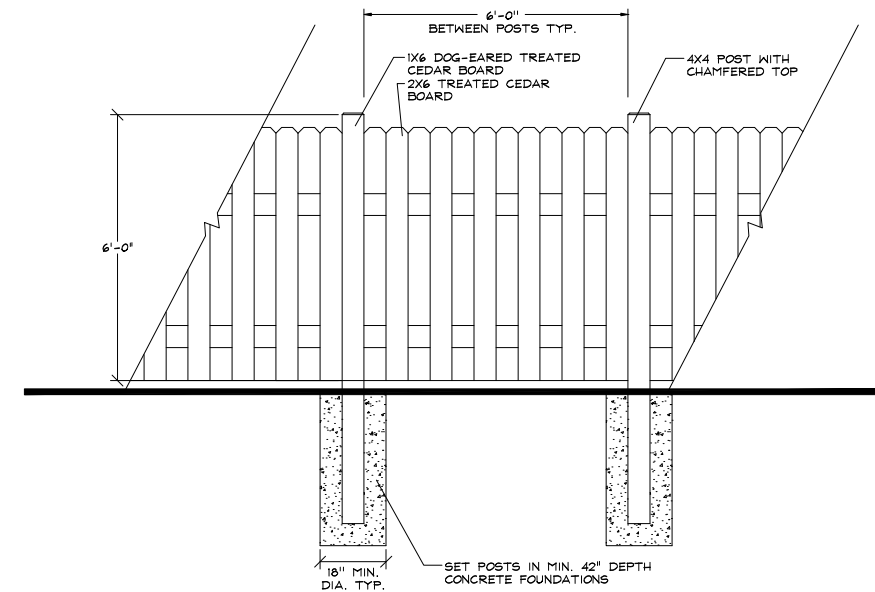 6'-0"
BETWEEN POSTS TYP.
1X6 DOG-EARED TREATED
CEDAR BOARD
2X6 TREATED CEDAR
BOARD
4X4 POST WITH
CHAMFERED TOP
6'-0"
18" MIN.
DIA. TYP.
SET POSTS IN MIN. 42" DEPTH
CONCRETE FOUNDATIONS